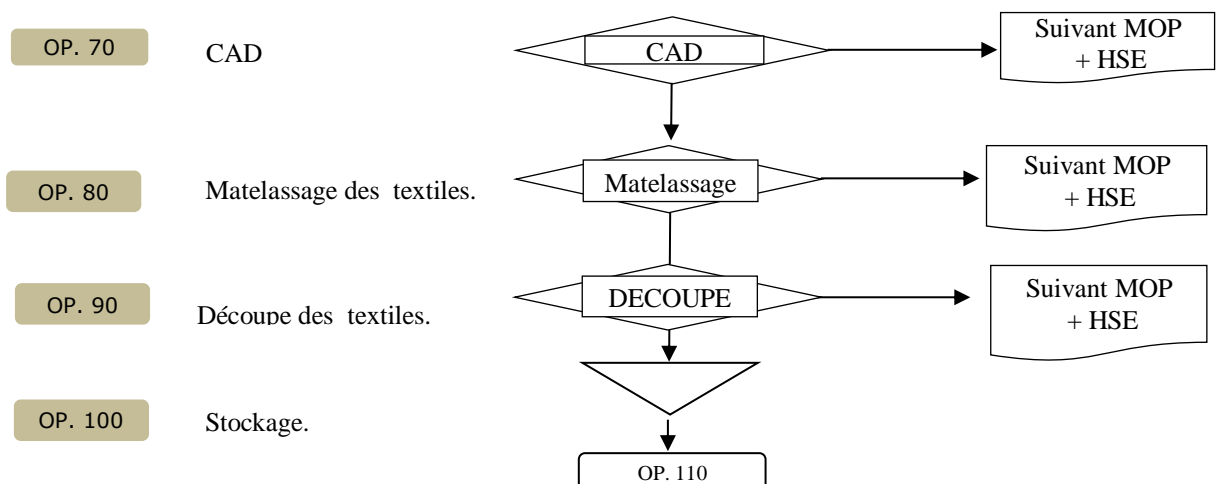 OP. 70
CAD
CAD
Suivant MOP
+ HSE
OP. 80
Matelassage des textiles.
Matelassage
Suivant MOP
+ HSE
OP. 90
Découpe des textiles.
DECOUPE
Suivant MOP
+ HSE
OP. 100
Stockage.
OP. 110